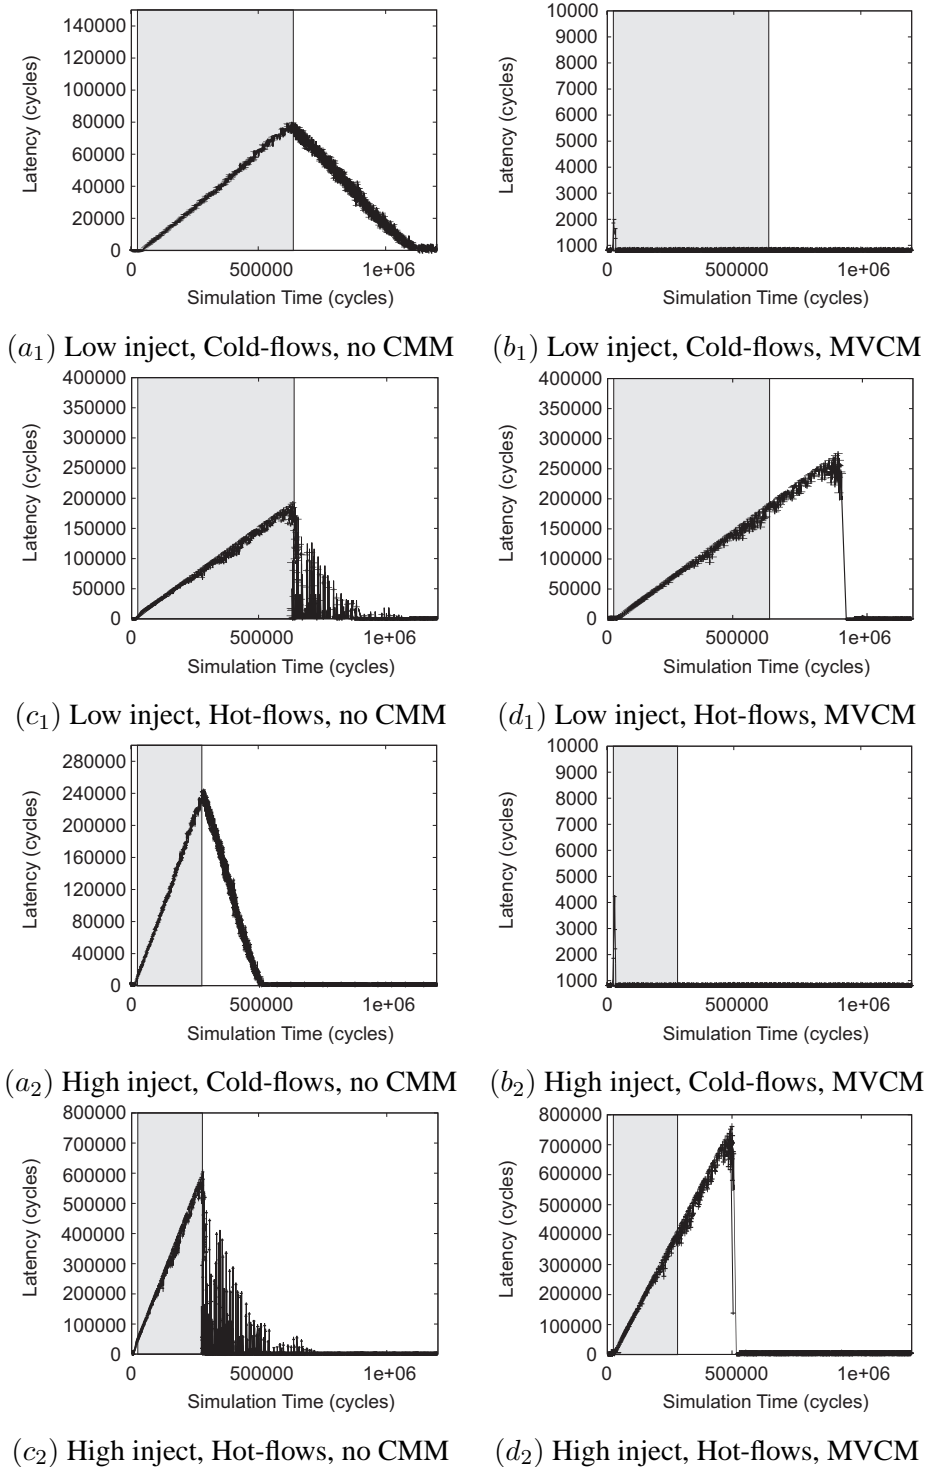 140000
120000
100000
80000
60000
40000
20000
0
Latency (cycles)
0 500000 1e+06
Simulation Time (cycles)
(a1) Low inject, Cold-flows, no CMM
10000
9000
8000
7000
6000
5000
4000
3000
2000
1000
Latency (cycles)
0 500000 1e+06
Simulation Time (cycles)
(b1) Low inject, Cold-flows, MVCM
400000
350000
300000
250000
200000
150000
100000
50000
0
Latency (cycles)
0 500000 1e+06
Simulation Time (cycles)
(c1) Low inject, Hot-flows, no CMM
400000
350000
300000
250000
200000
150000
100000
50000
0
Latency (cycles)
0 500000 1e+06
Simulation Time (cycles)
(d1) Low inject, Hot-flows, MVCM
280000
240000
200000
160000
120000
80000
40000
0
Latency (cycles)
0 500000 1e+06
Simulation Time (cycles)
(a2) High inject, Cold-flows, no CMM
10000
9000
8000
7000
6000
5000
4000
3000
2000
1000
Latency (cycles)
0 500000 1e+06
Simulation Time (cycles)
(b2) High inject, Cold-flows, MVCM
800000
700000
600000
500000
400000
300000
200000
100000
0
Latency (cycles)
0 500000 1e+06
Simulation Time (cycles)
(c2) High inject, Hot-flows, no CMM
800000
700000
600000
500000
400000
300000
200000
100000
0
Latency (cycles)
0 500000 1e+06
Simulation Time (cycles)
(d2) High inject, Hot-flows, MVCM